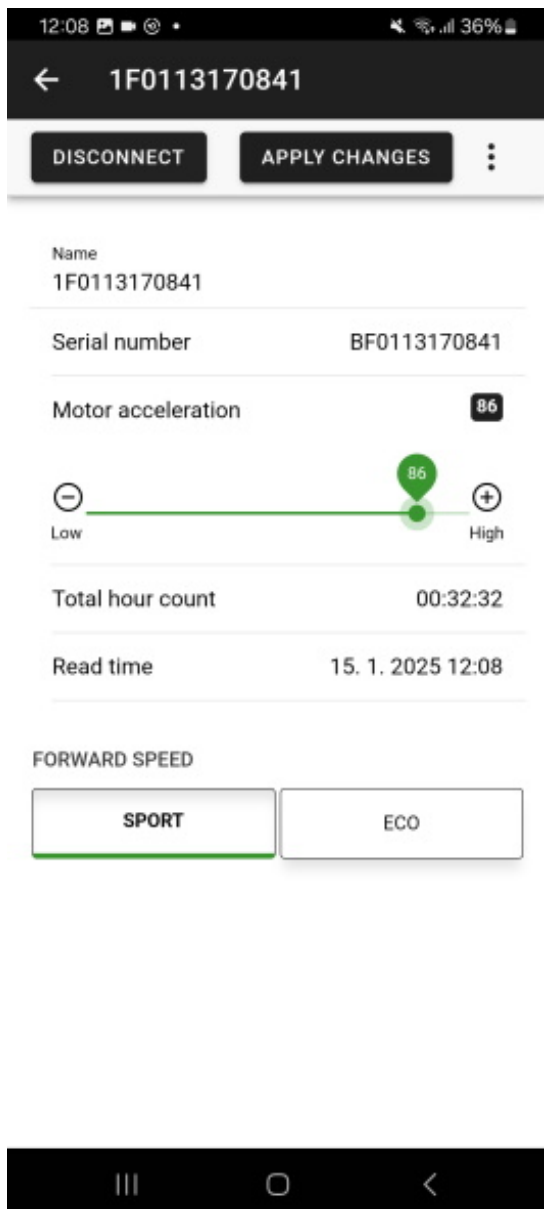 12:08 36%
1F0113170841
DISCONNECT APPLY CHANGES
Name
1F0113170841
Serial number BF0113170841
Motor acceleration 86
86
Low High
Total hour count 00:32:32
Read time 15. 1. 2025 12:08
FORWARD SPEED
SPORT ECO